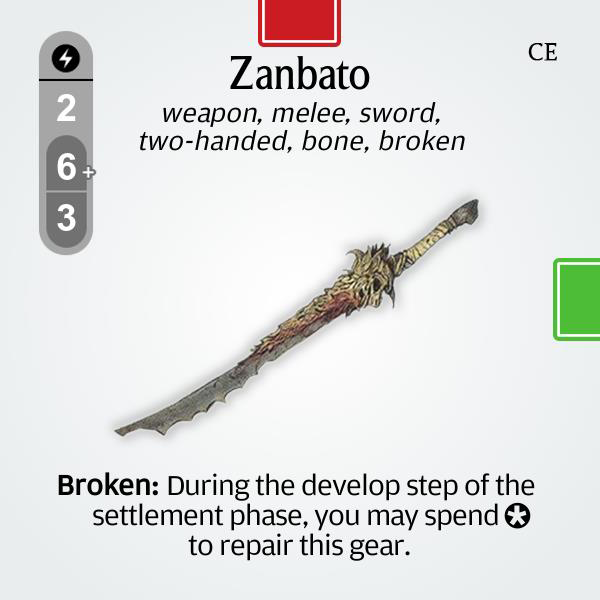 CE
Zanbato
weapon, melee, sword,
two-handed, bone, broken
2
6+
3
Broken: During the develop step of the
settlement phase, you may spend
to repair this gear.